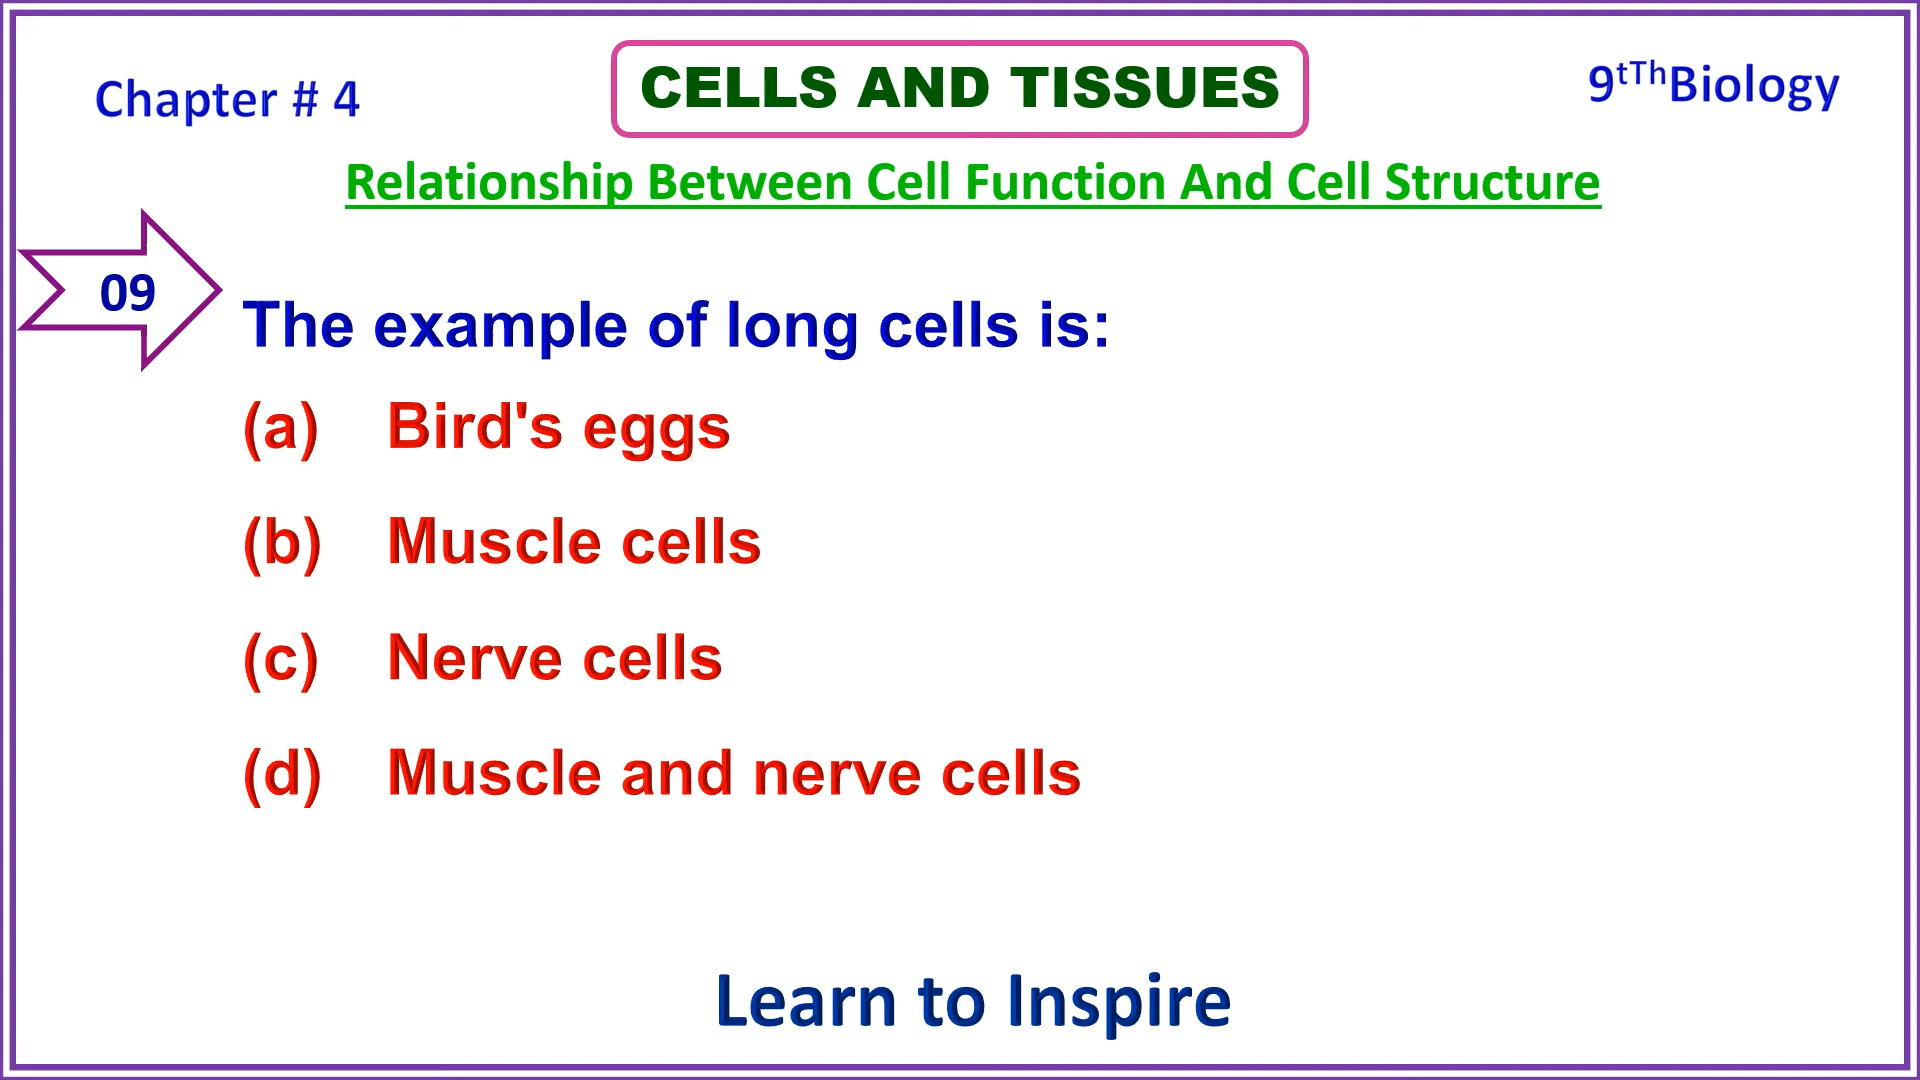 Chapter # 4
CELLS AND TISSUES
9tThBiology
Relationship Between Cell Function And Cell Structure
09
The example of long cells is:
(a) Bird's eggs
(b) Muscle cells
(c) Nerve cells
(d) Muscle and nerve cells
Learn to Inspire